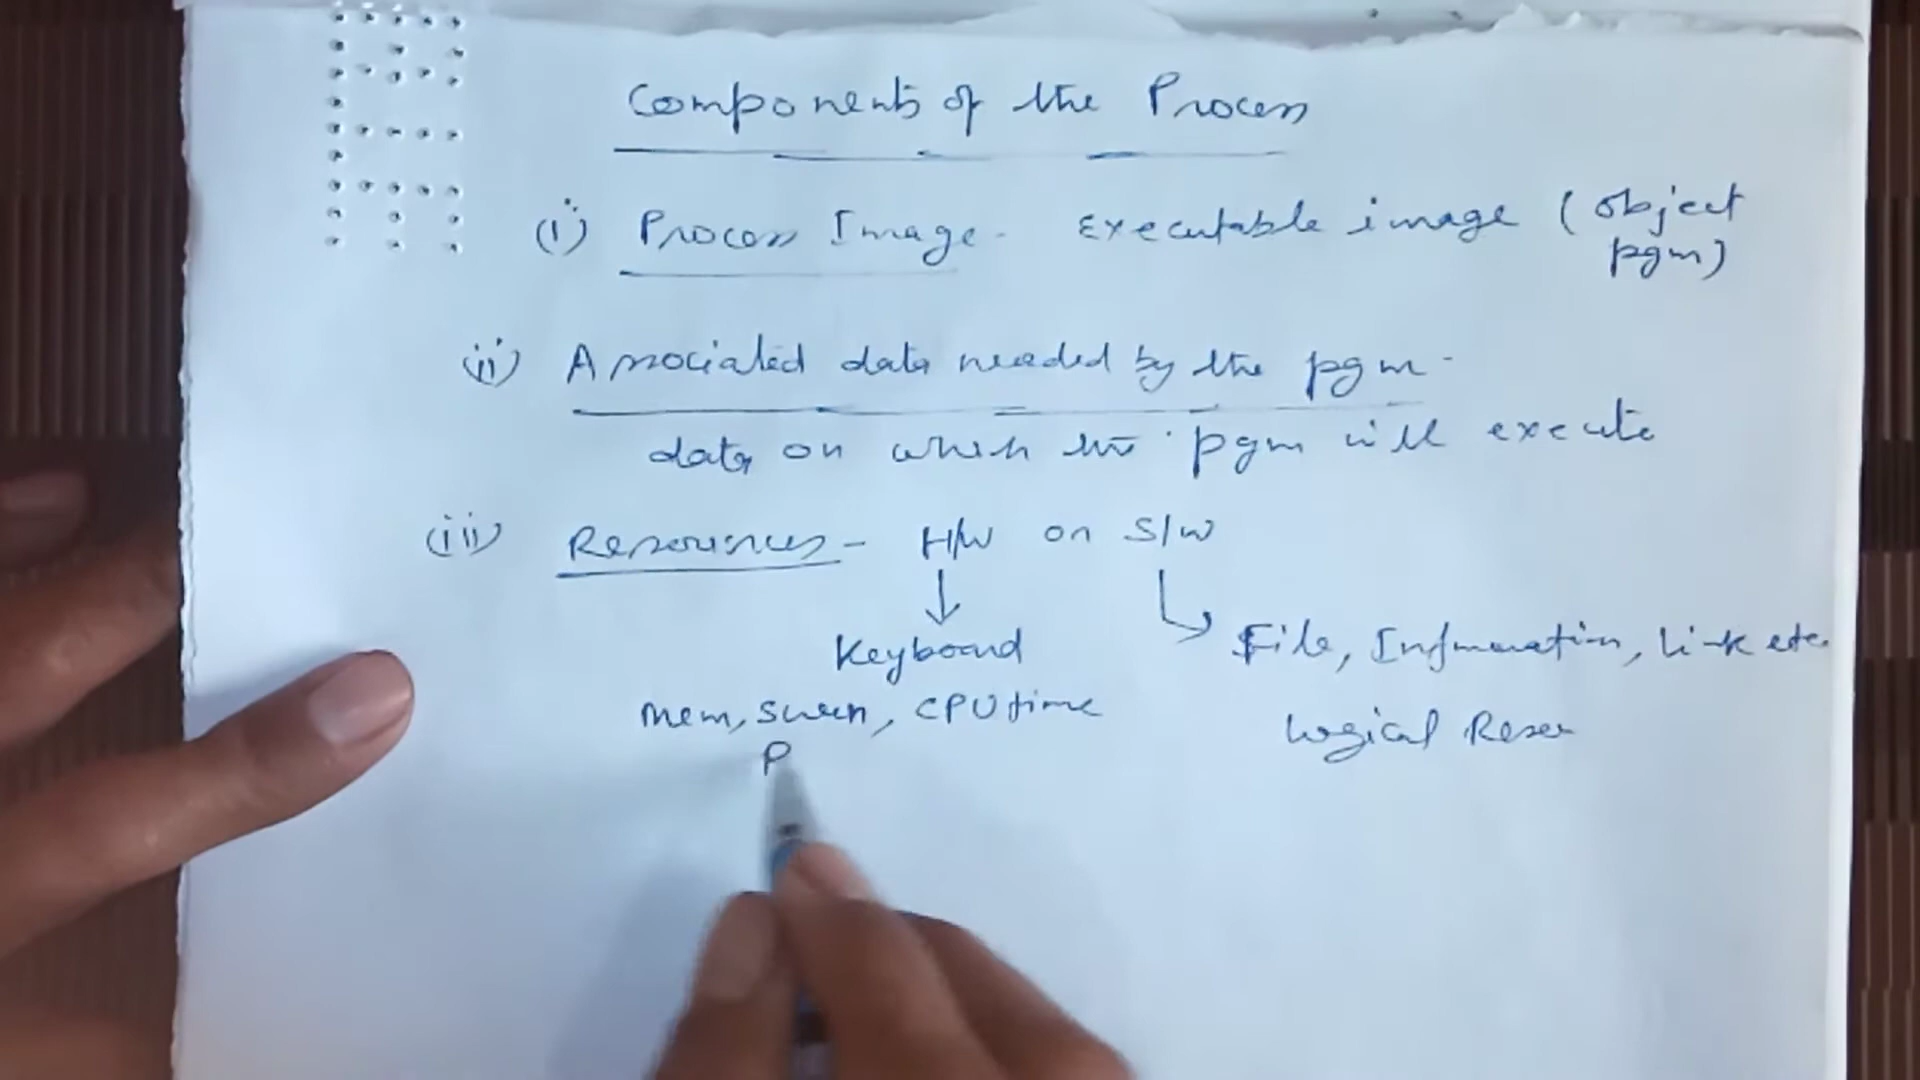 Components of the Process
(i) Process Image - Executable image (Object
pgm)
(ii) Associated data needed by the pgm -
data on which the pgm will execute
(iii) Resources - H/W or S/W
Keyboard
File, Information, Link etc.
Mem, Screen, CPU time
Logical Resou
P